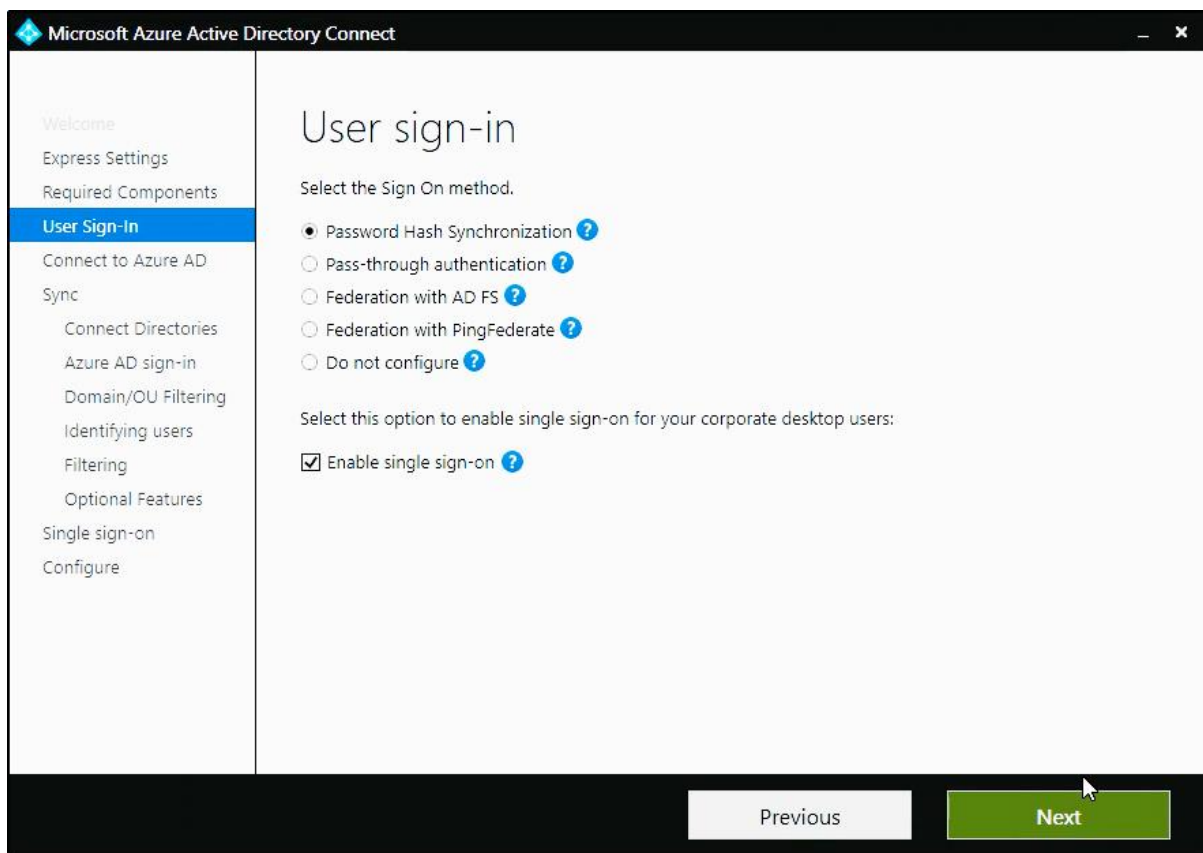 Microsoft Azure Active Directory Connect
Welcome
Express Settings
Required Components
User Sign-In
Connect to Azure AD
Sync
Connect Directories
Azure AD sign-in
Domain/OU Filtering
Identifying users
Filtering
Optional Features
Single sign-on
Configure
User sign-in
Select the Sign On method.
Password Hash Synchronization ?
Pass-through authentication ?
Federation with AD FS ?
Federation with PingFederate ?
Do not configure ?
Select this option to enable single sign-on for your corporate desktop users:
Enable single sign-on ?
Previous
Next